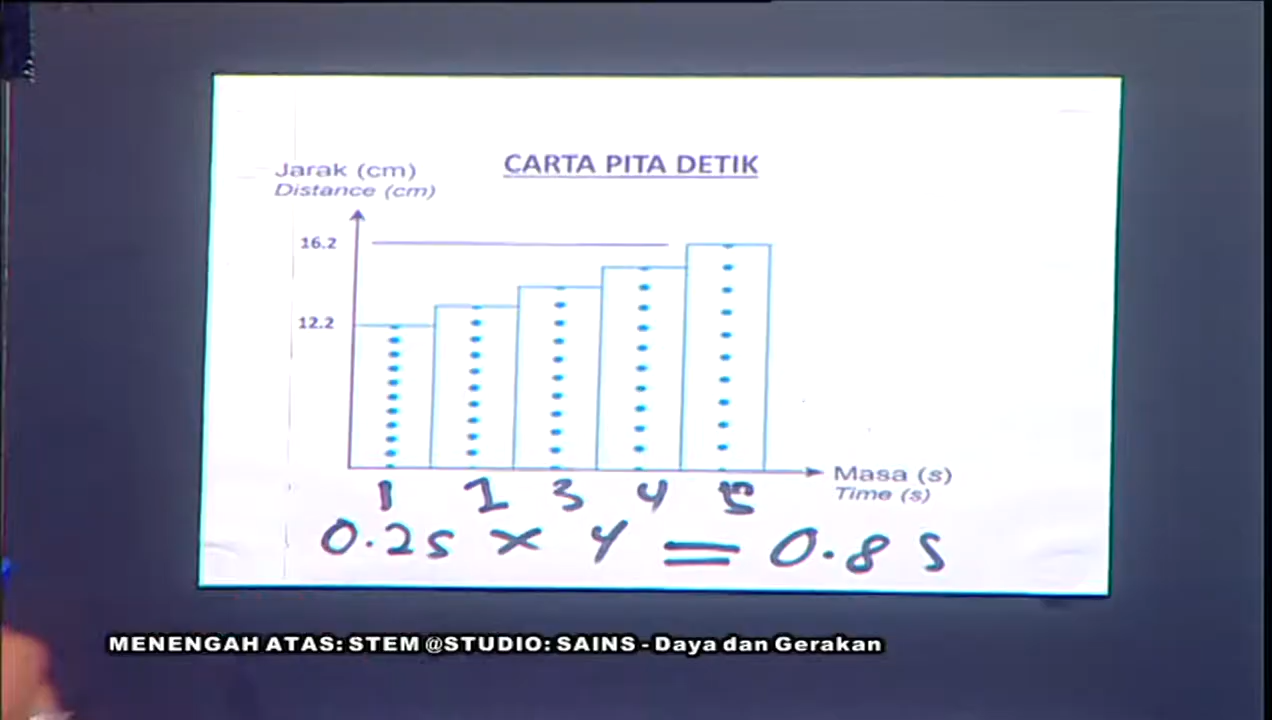 CARTA PITA DETIK
Jarak (cm)
Distance (cm)
16.2
12.2
Masa (s)
Time (s)
1 2 3 4 5
0.2s × 4 = 0.8 s
MENENGAH ATAS: STEM @STUDIO: SAINS - Daya dan Gerakan